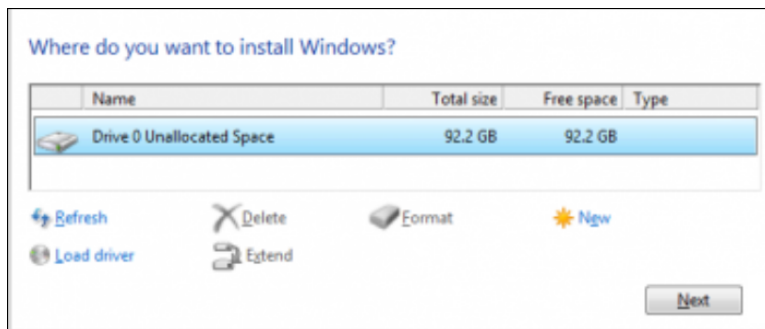 Where do you want to install Windows?
Name Total size Free space Type
Drive 0 Unallocated Space 92.2 GB 92.2 GB
Refresh Delete Format New
Load driver Extend
Next